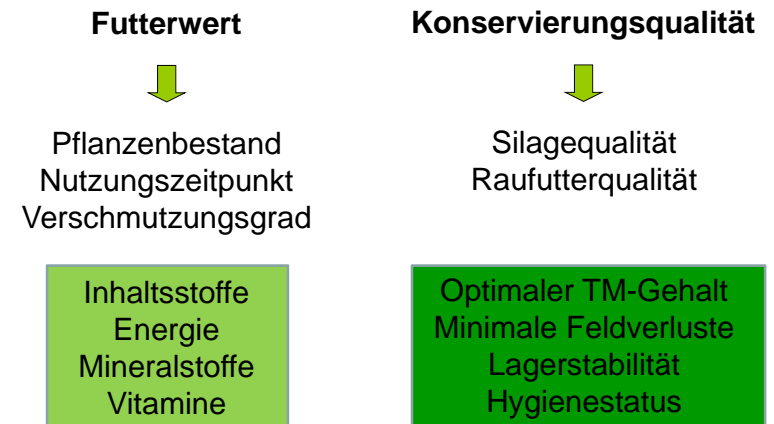 Futterwert
Pflanzenbestand
Nutzungszeitpunkt
Verschmutzungsgrad
Inhaltsstoffe
Energie
Mineralstoffe
Vitamine
Konservierungsqualität
Silagequalität
Raufutterqualität
Optimaler TM-Gehalt
Minimale Feldverluste
Lagerstabilität
Hygienestatus